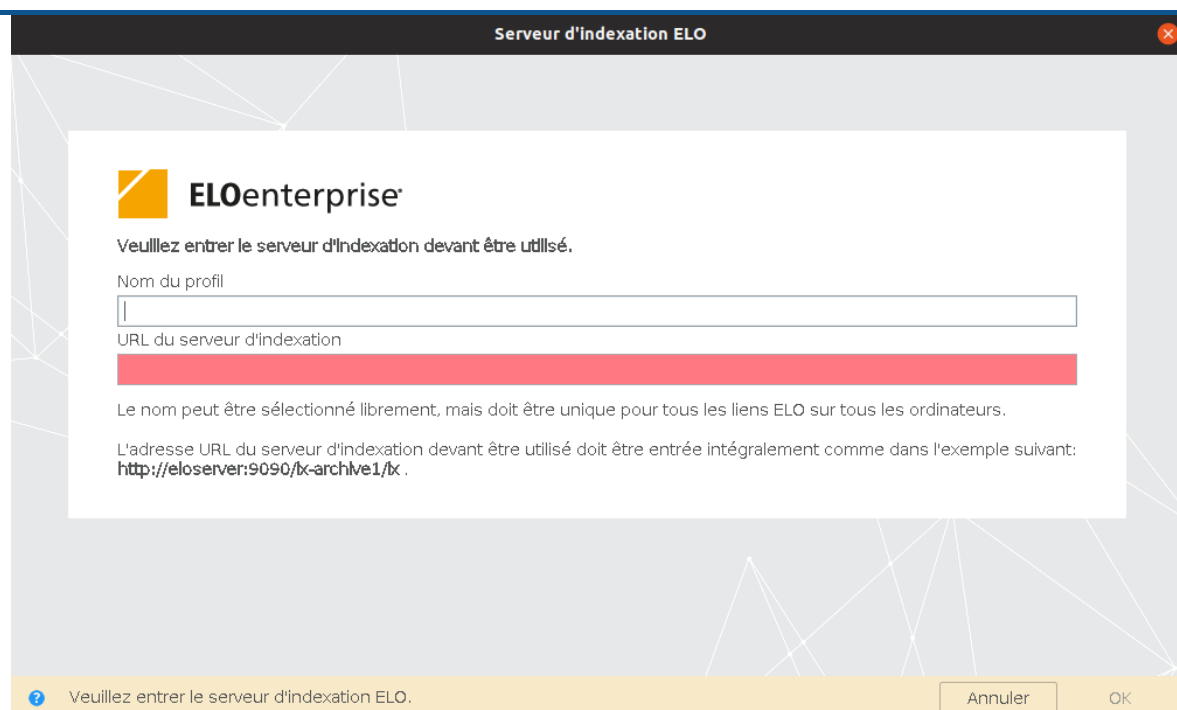 Serveur d'indexation ELO
ELOenterprise
Veuillez entrer le serveur d'indexation devant être utilisé.
Nom du profil
URL du serveur d'indexation
Le nom peut être sélectionné librement, mais doit être unique pour tous les liens ELO sur tous les ordinateurs.
L'adresse URL du serveur d'indexation devant être utilisé doit être entrée intégralement comme dans l'exemple suivant:
http://eloserver:9090/ix-archive1/ix .
? Veuillez entrer le serveur d'indexation ELO.
Annuler
OK